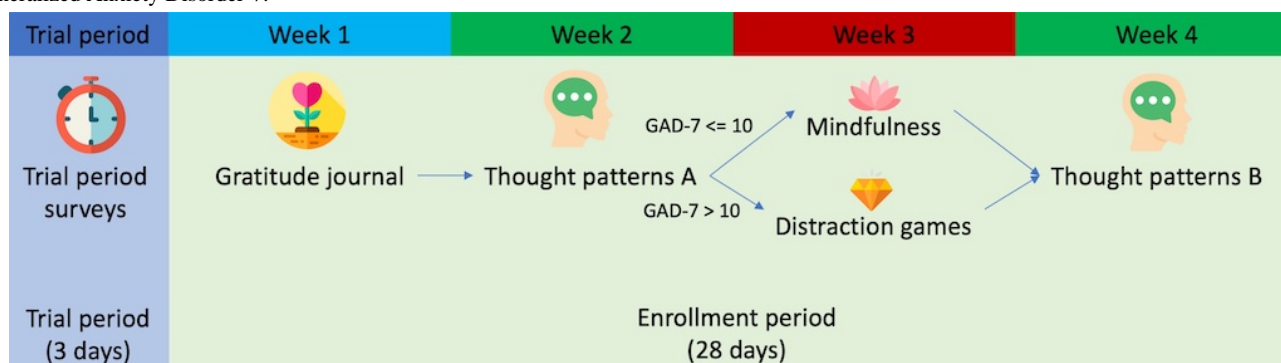 Trial period Week 1 Week 2 Week 3 Week 4
GAD-7 <= 10
Mindfulness
Trial period
surveys
Gratitude journal
Thought patterns A
Thought patterns B
GAD-7 > 10
Distraction games
Trial period
(3 days)
Enrollment period
(28 days)